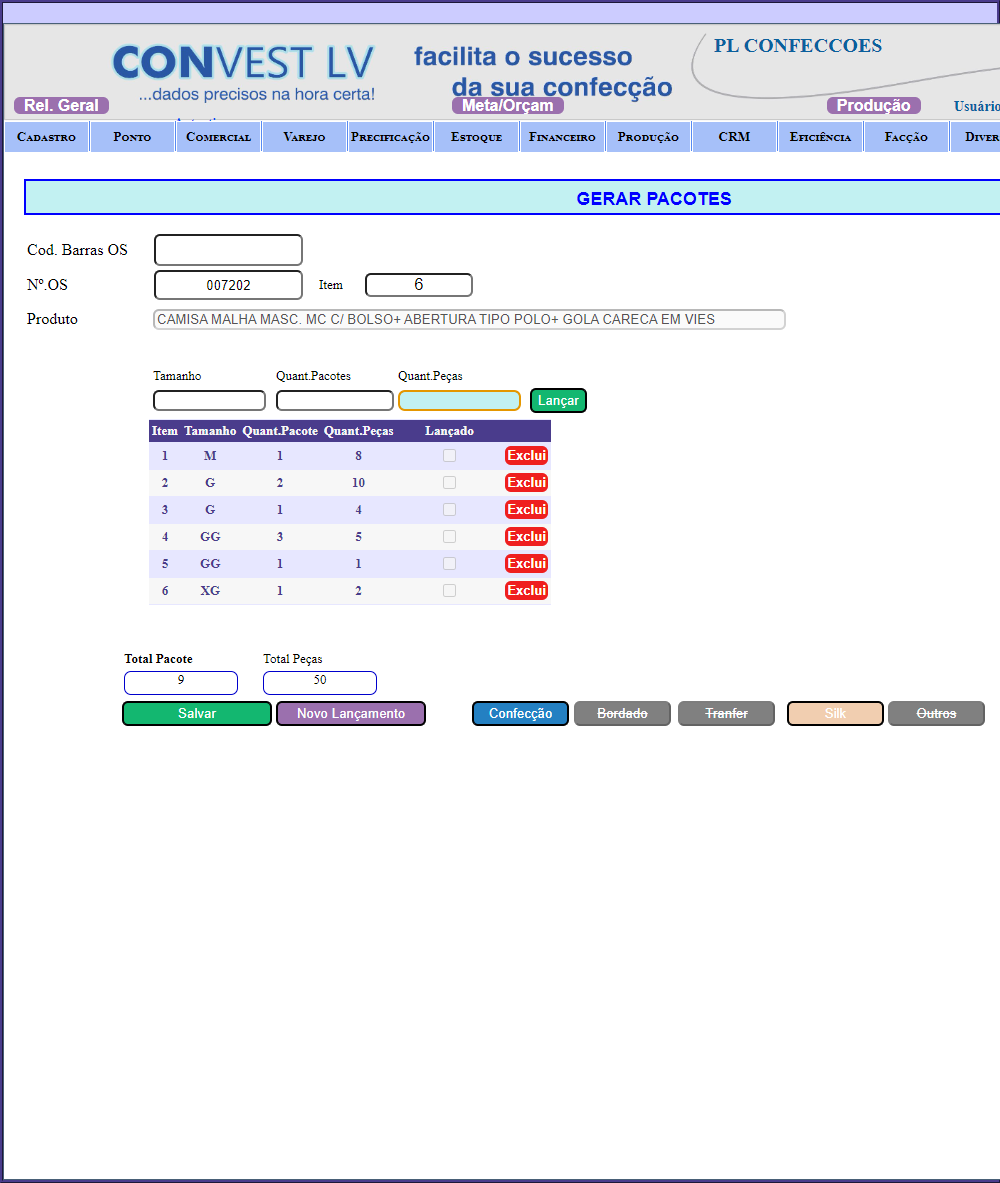 CONVEST LV
...dados precisos na hora certa!
facilita o sucesso
da sua confecção
PL CONFECCOES
Rel. Geral Meta/Orçam Produção Usuário
Cadastro Ponto Comercial Varejo Precificação Estoque Financeiro Produção CRM Eficiência Facção Diver
GERAR PACOTES
Cod. Barras OS
Nº.OS 007202 Item 6
Produto CAMISA MALHA MASC. MC C/ BOLSO+ ABERTURA TIPO POLO+ GOLA CARECA EM VIES
Tamanho Quant.Pacotes Quant.Peças
Lançar
Item Tamanho Quant.Pacote Quant.Peças Lançado
1 M 1 8 Exclui
2 G 2 10 Exclui
3 G 1 4 Exclui
4 GG 3 5 Exclui
5 GG 1 1 Exclui
6 XG 1 2 Exclui
Total Pacote Total Peças
9 50
Salvar Novo Lançamento Confecção Bordado Tranfer Silk Outros